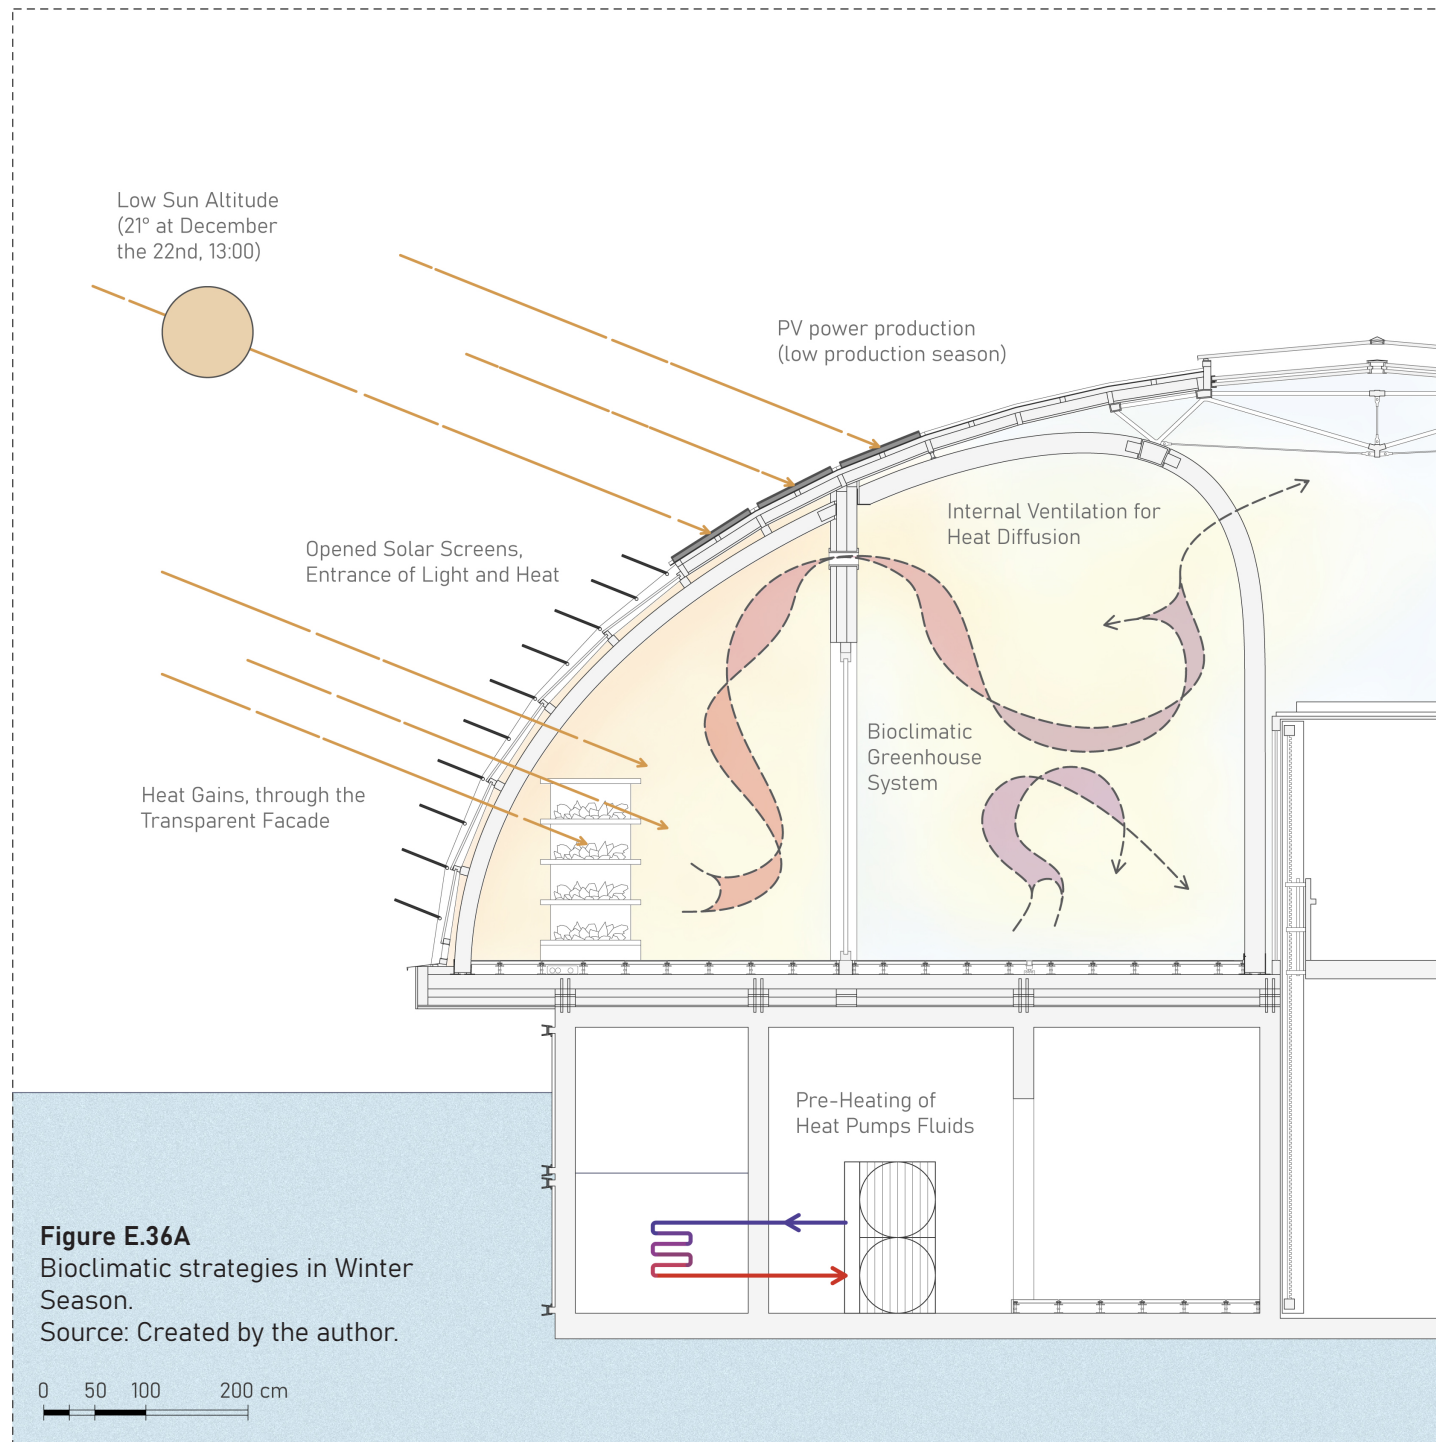 Low Sun Altitude
(21° at December
the 22nd, 13:00)
PV power production
(low production season)
Internal Ventilation for
Heat Diffusion
Opened Solar Screens,
Entrance of Light and Heat
Bioclimatic
Greenhouse
System
Heat Gains, through the
Transparent Facade
Pre-Heating of
Heat Pumps Fluids
Figure E.36A
Bioclimatic strategies in Winter
Season.
Source: Created by the author.
0 50 100 200 cm